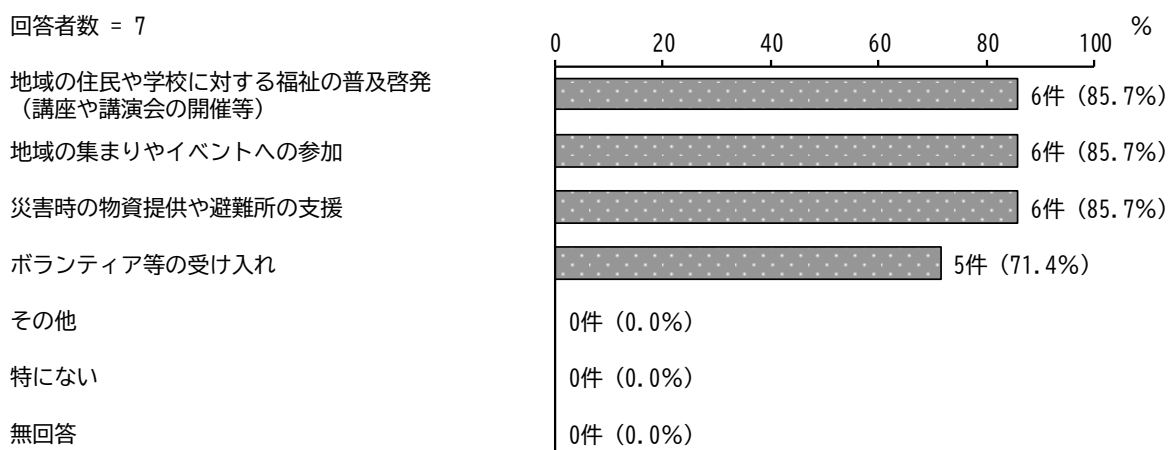 回答者数 = 7
%
0 20 40 60 80 100
地域の住民や学校に対する福祉の普及啓発
（講座や講演会の開催等）
6件 (85.7%)
地域の集まりやイベントへの参加
6件 (85.7%)
災害時の物資提供や避難所の支援
6件 (85.7%)
ボランティア等の受け入れ
5件 (71.4%)
その他
0件 (0.0%)
特にない
0件 (0.0%)
無回答
0件 (0.0%)